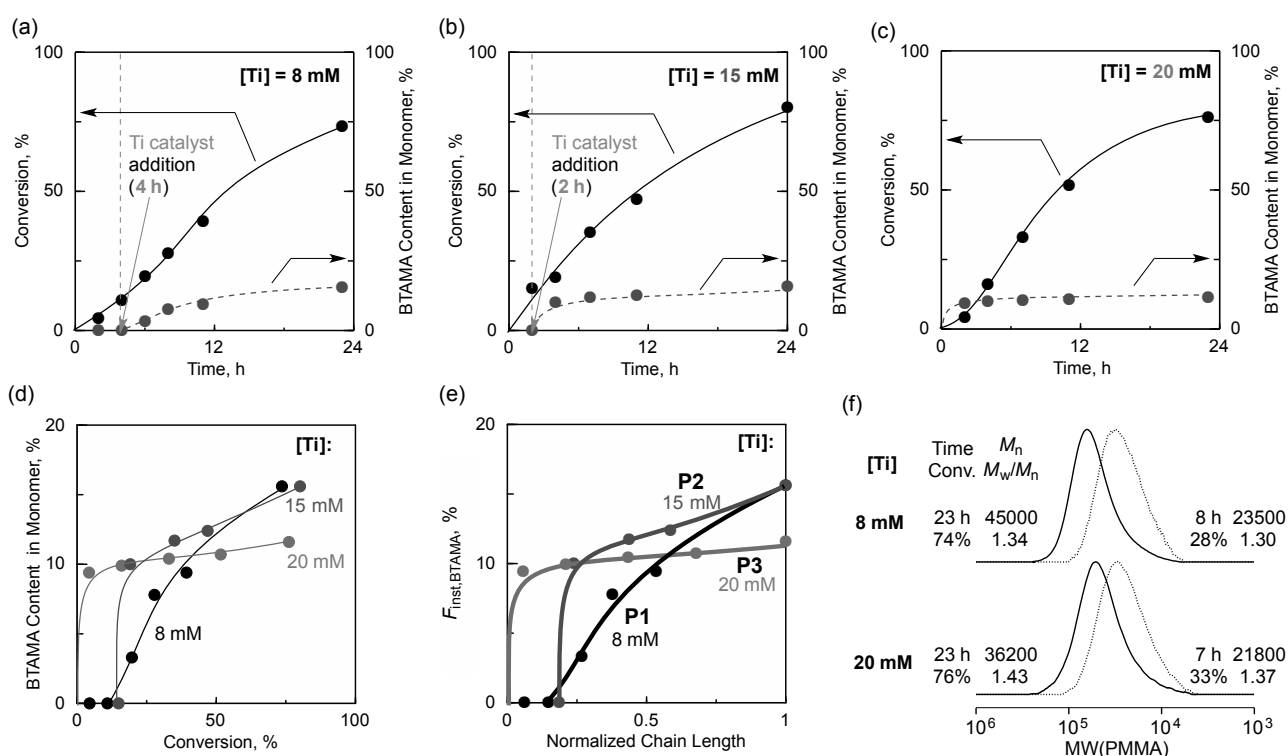 (a)
100
50
0
Conversion, %
[Ti] = 8 mM
Ti catalyst
addition
(4 h)
100
50
0
BTAMA Content in Monomer, %
0
12
24
Time, h
(b)
100
50
0
Conversion, %
[Ti] = 15 mM
Ti catalyst
addition
(2 h)
100
50
0
BTAMA Content in Monomer, %
0
12
24
Time, h
(c)
100
50
0
Conversion, %
[Ti] = 20 mM
100
50
0
BTAMA Content in Monomer, %
0
12
24
Time, h
(d)
20
10
0
BTAMA Content in Monomer, %
[Ti]:
15 mM
20 mM
8 mM
0
50
100
Conversion, %
(e)
20
10
0
Finst,BTAMA, %
[Ti]:
P2
15 mM
P3
20 mM
P1
8 mM
0
0.5
1
Normalized Chain Length
(f)
[Ti] Time Mn
Conv. Mw/Mn
8 mM 23 h 45000 8 h 23500
74% 1.34 28% 1.30
20 mM 23 h 36200 7 h 21800
76% 1.43 33% 1.37
10^6 10^5 10^4 10^3
MW(PMMA)